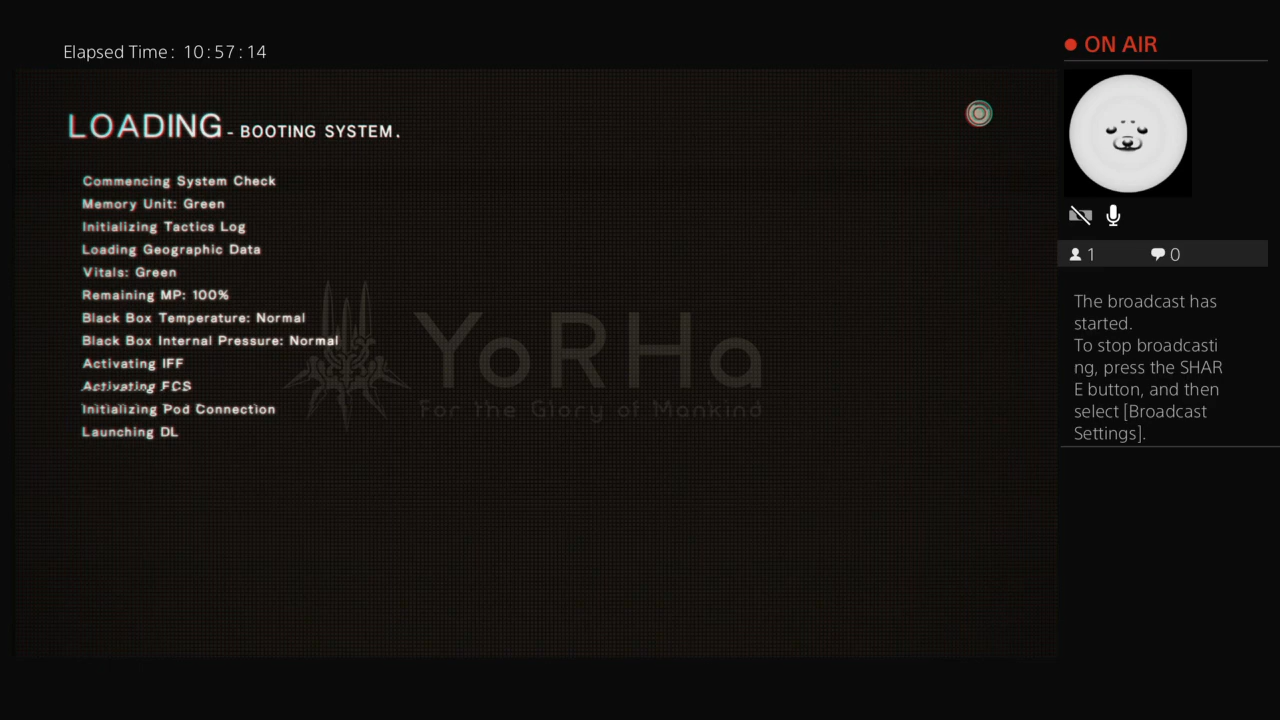 Elapsed Time: 10:57:14
LOADING - BOOTING SYSTEM.
Commencing System Check
Memory Unit: Green
Initializing Tactics Log
Loading Geographic Data
Vitals: Green
Remaining MP: 100%
Black Box Temperature: Normal
Black Box Internal Pressure: Normal
Activating IFF
Activating FCS
Initializing Pod Connection
Launching DL
YoRHa
For the Glory of Mankind
ON AIR
1 0
The broadcast has
started.
To stop broadcasti
ng, press the SHAR
E button, and then
select [Broadcast
Settings].